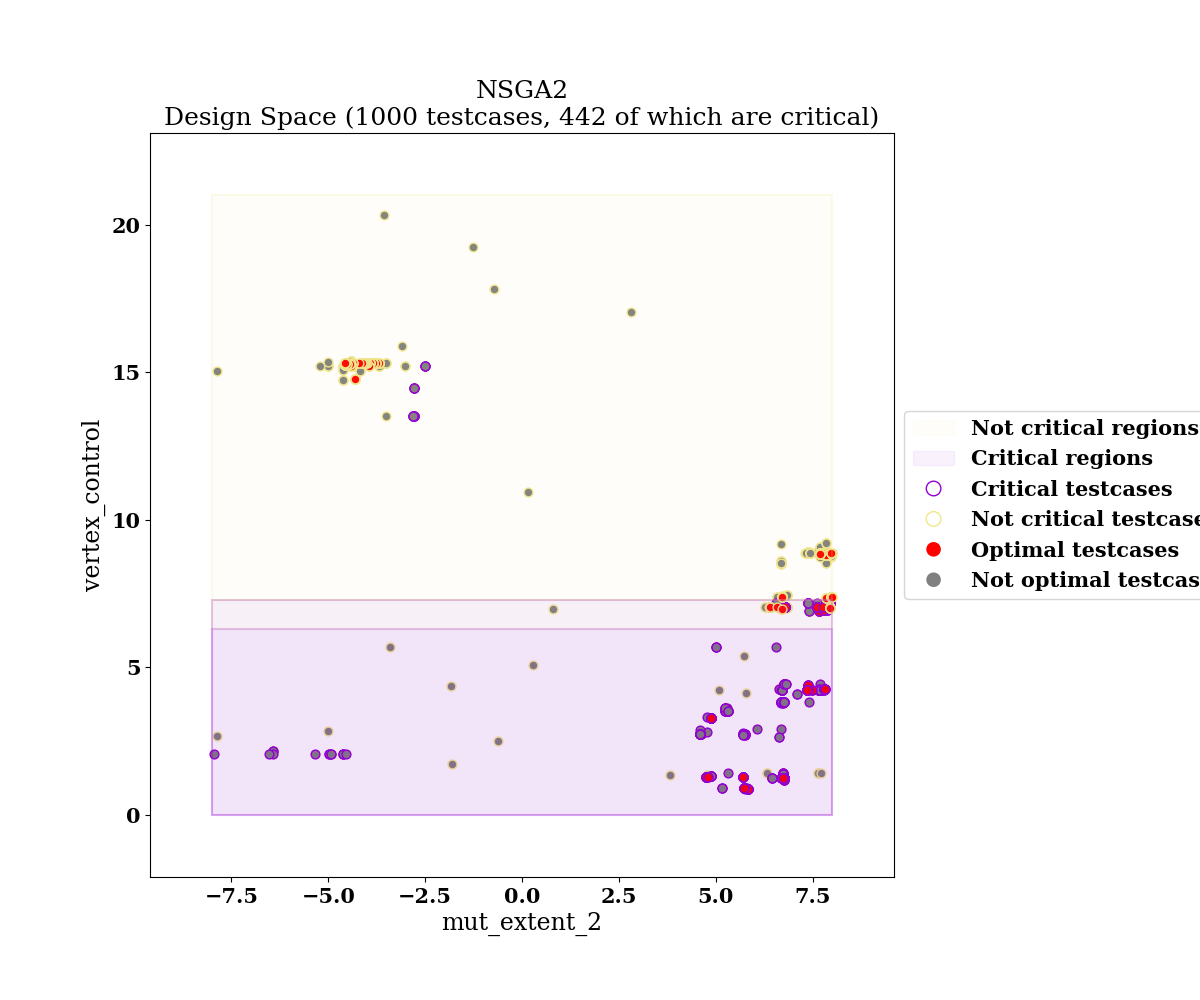 NSGA2
Design Space (1000 testcases, 442 of which are critical)
20
15
10
5
0
vertex_control
−7.5 −5.0 −2.5 0.0 2.5 5.0 7.5
mut_extent_2
Not critical regions
Critical regions
Critical testcases
Not critical testcase
Optimal testcases
Not optimal testcas